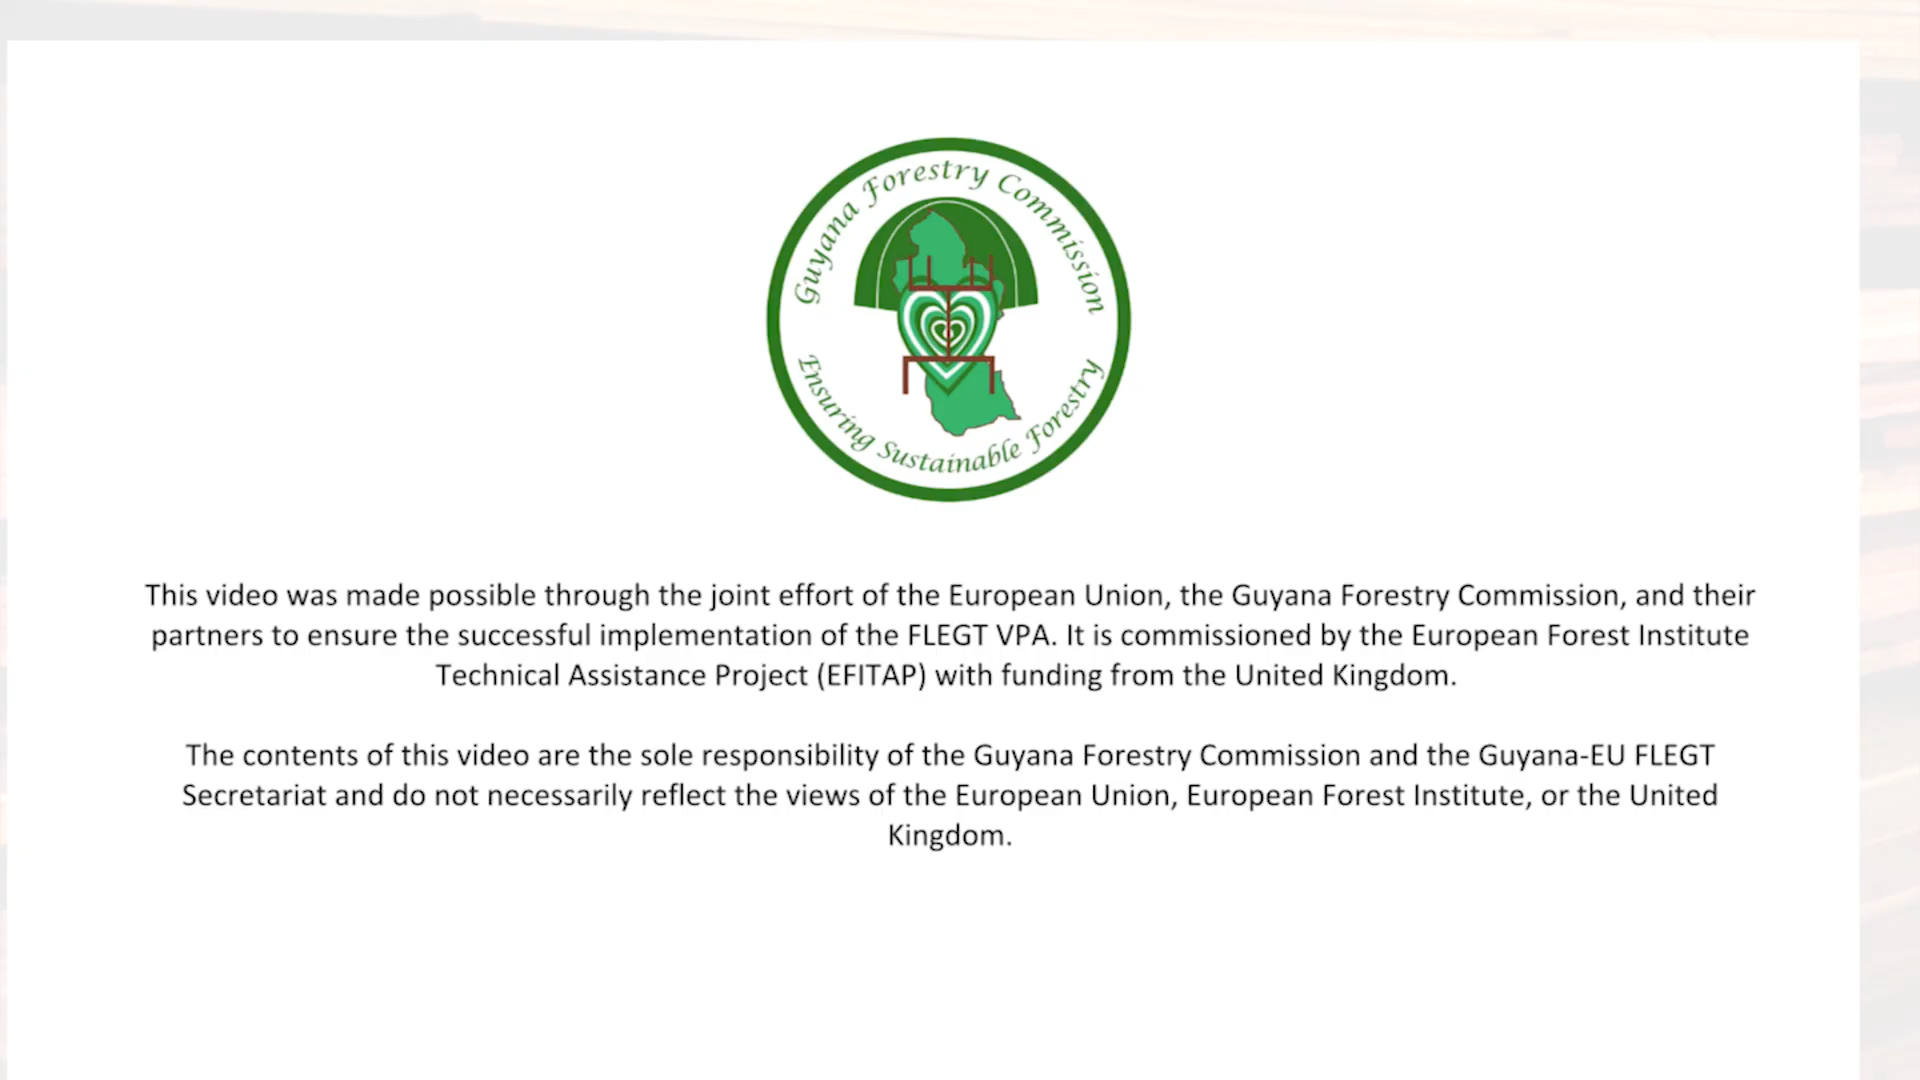 Guyana Forestry Commission
Ensuring Sustainable Forestry
This video was made possible through the joint effort of the European Union, the Guyana Forestry Commission, and their
partners to ensure the successful implementation of the FLEGT VPA. It is commissioned by the European Forest Institute
Technical Assistance Project (EFITAP) with funding from the United Kingdom.
The contents of this video are the sole responsibility of the Guyana Forestry Commission and the Guyana-EU FLEGT
Secretariat and do not necessarily reflect the views of the European Union, European Forest Institute, or the United
Kingdom.